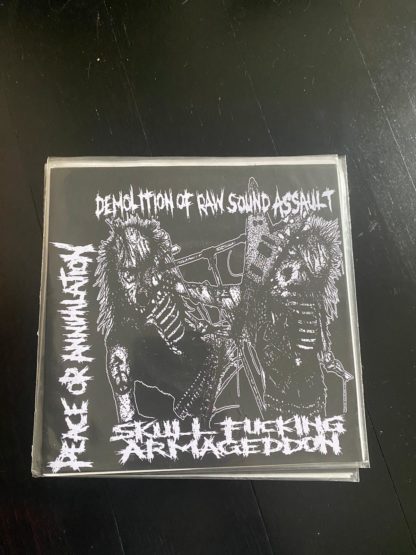 DEMOLITION OF RAW SOUND ASSAULT
PEACE OR ANNIHILATION
SKULL FUCKING
ARMAGEDDON